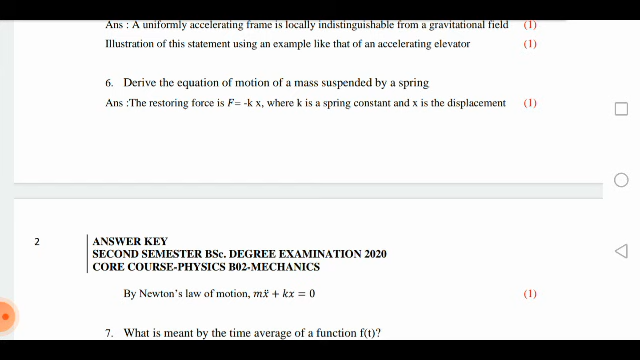 Ans : A uniformly accelerating frame is locally indistinguishable from a gravitational field (1)
Illustration of this statement using an example like that of an accelerating elevator (1)
6. Derive the equation of motion of a mass suspended by a spring
Ans :The restoring force is F= -k x, where k is a spring constant and x is the displacement (1)
2
ANSWER KEY
SECOND SEMESTER BSc. DEGREE EXAMINATION 2020
CORE COURSE-PHYSICS B02-MECHANICS
By Newton's law of motion, mẍ + kx = 0 (1)
7. What is meant by the time average of a function f(t)?